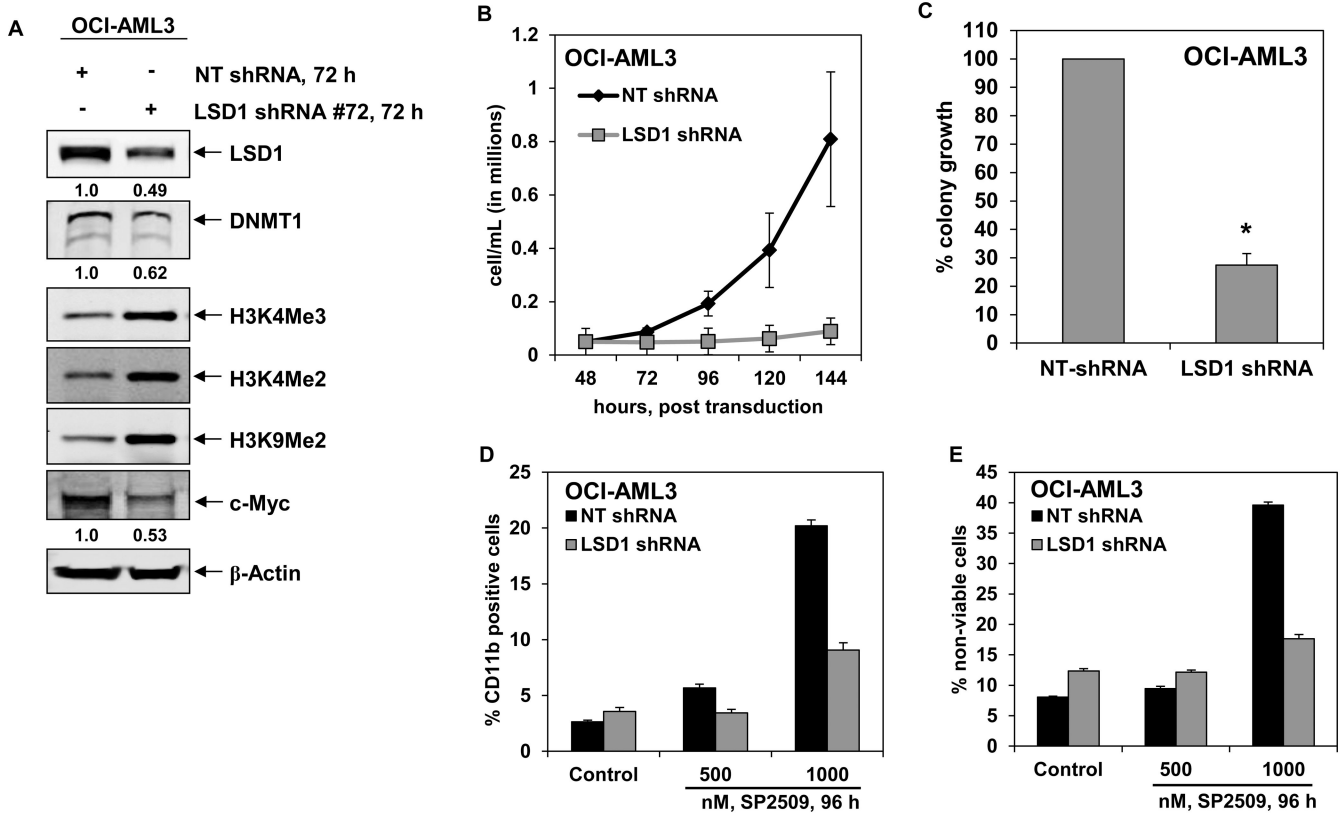 A
OCI-AML3
+ - NT shRNA, 72 h
- + LSD1 shRNA #72, 72 h
LSD1
1.0 0.49
DNMT1
1.0 0.62
H3K4Me3
H3K4Me2
H3K9Me2
c-Myc
1.0 0.53
β-Actin
B
OCI-AML3
NT shRNA
LSD1 shRNA
cell/mL (in millions)
1.2
1
0.8
0.6
0.4
0.2
0
48 72 96 120 144
hours, post transduction
C
OCI-AML3
% colony growth
110
100
90
80
70
60
50
40
30
20
10
0
*
NT-shRNA LSD1 shRNA
D
OCI-AML3
NT shRNA
LSD1 shRNA
% CD11b positive cells
25
20
15
10
5
0
Control 500 1000
nM, SP2509, 96 h
E
OCI-AML3
NT shRNA
LSD1 shRNA
% non-viable cells
45
40
35
30
25
20
15
10
5
0
Control 500 1000
nM, SP2509, 96 h